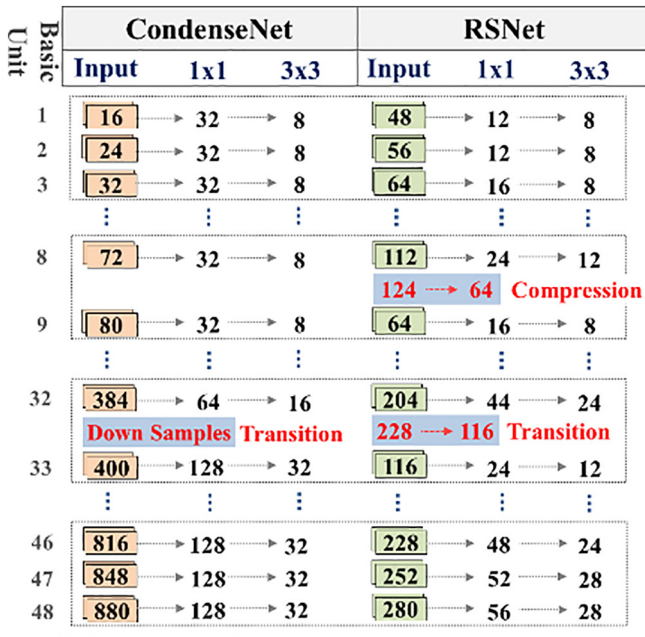 Basic Unit
CondenseNet RSNet
Input 1x1 3x3 Input 1x1 3x3
1 16 32 8 48 12 8
2 24 32 8 56 12 8
3 32 32 8 64 16 8
8 72 32 8 112 24 12
124 64 Compression
9 80 32 8 64 16 8
32 384 64 16 204 44 24
Down Samples Transition 228 116 Transition
33 400 128 32 116 24 12
46 816 128 32 228 48 24
47 848 128 32 252 52 28
48 880 128 32 280 56 28